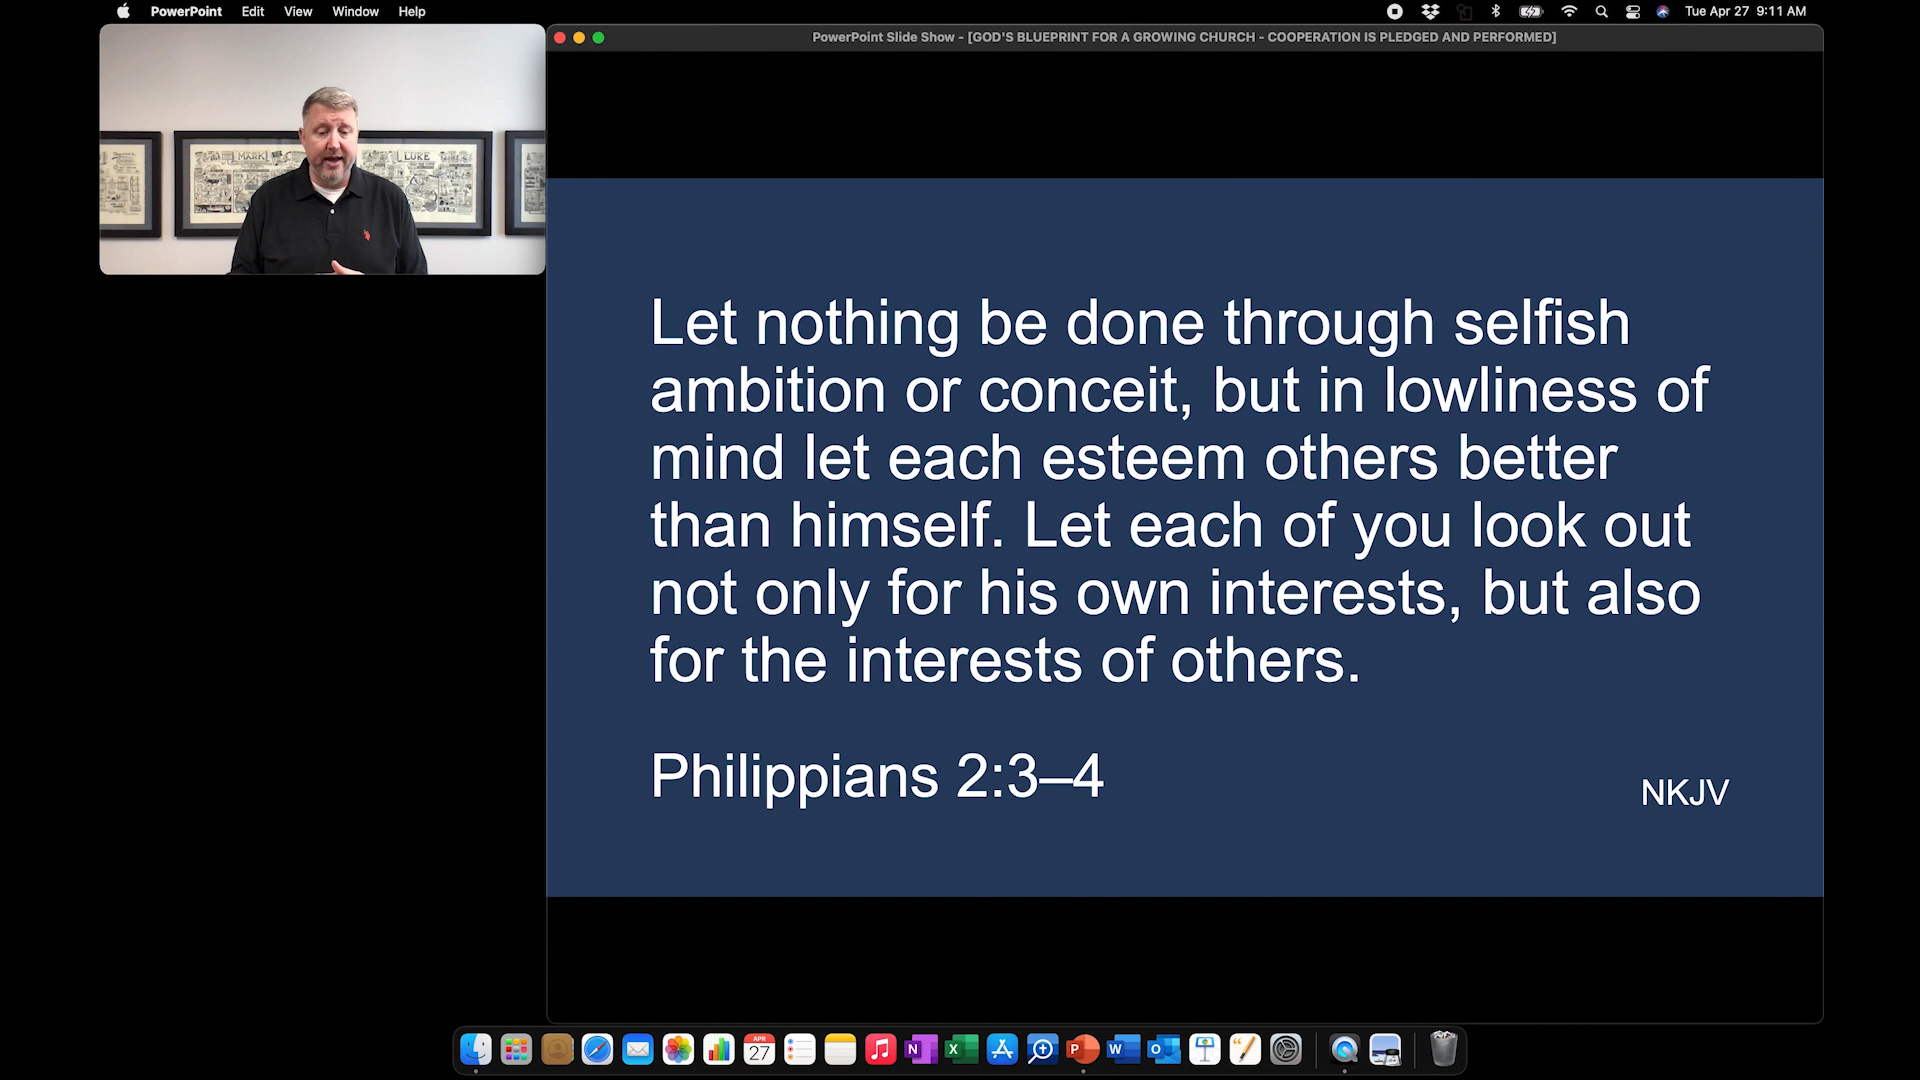 PowerPoint Edit View Window Help
Tue Apr 27 9:11 AM
PowerPoint Slide Show - [GOD'S BLUEPRINT FOR A GROWING CHURCH - COOPERATION IS PLEDGED AND PERFORMED]
MARK
LUKE
Let nothing be done through selfish
ambition or conceit, but in lowliness of
mind let each esteem others better
than himself. Let each of you look out
not only for his own interests, but also
for the interests of others.
Philippians 2:3–4
NKJV
APR
27
N
X
P
W
O